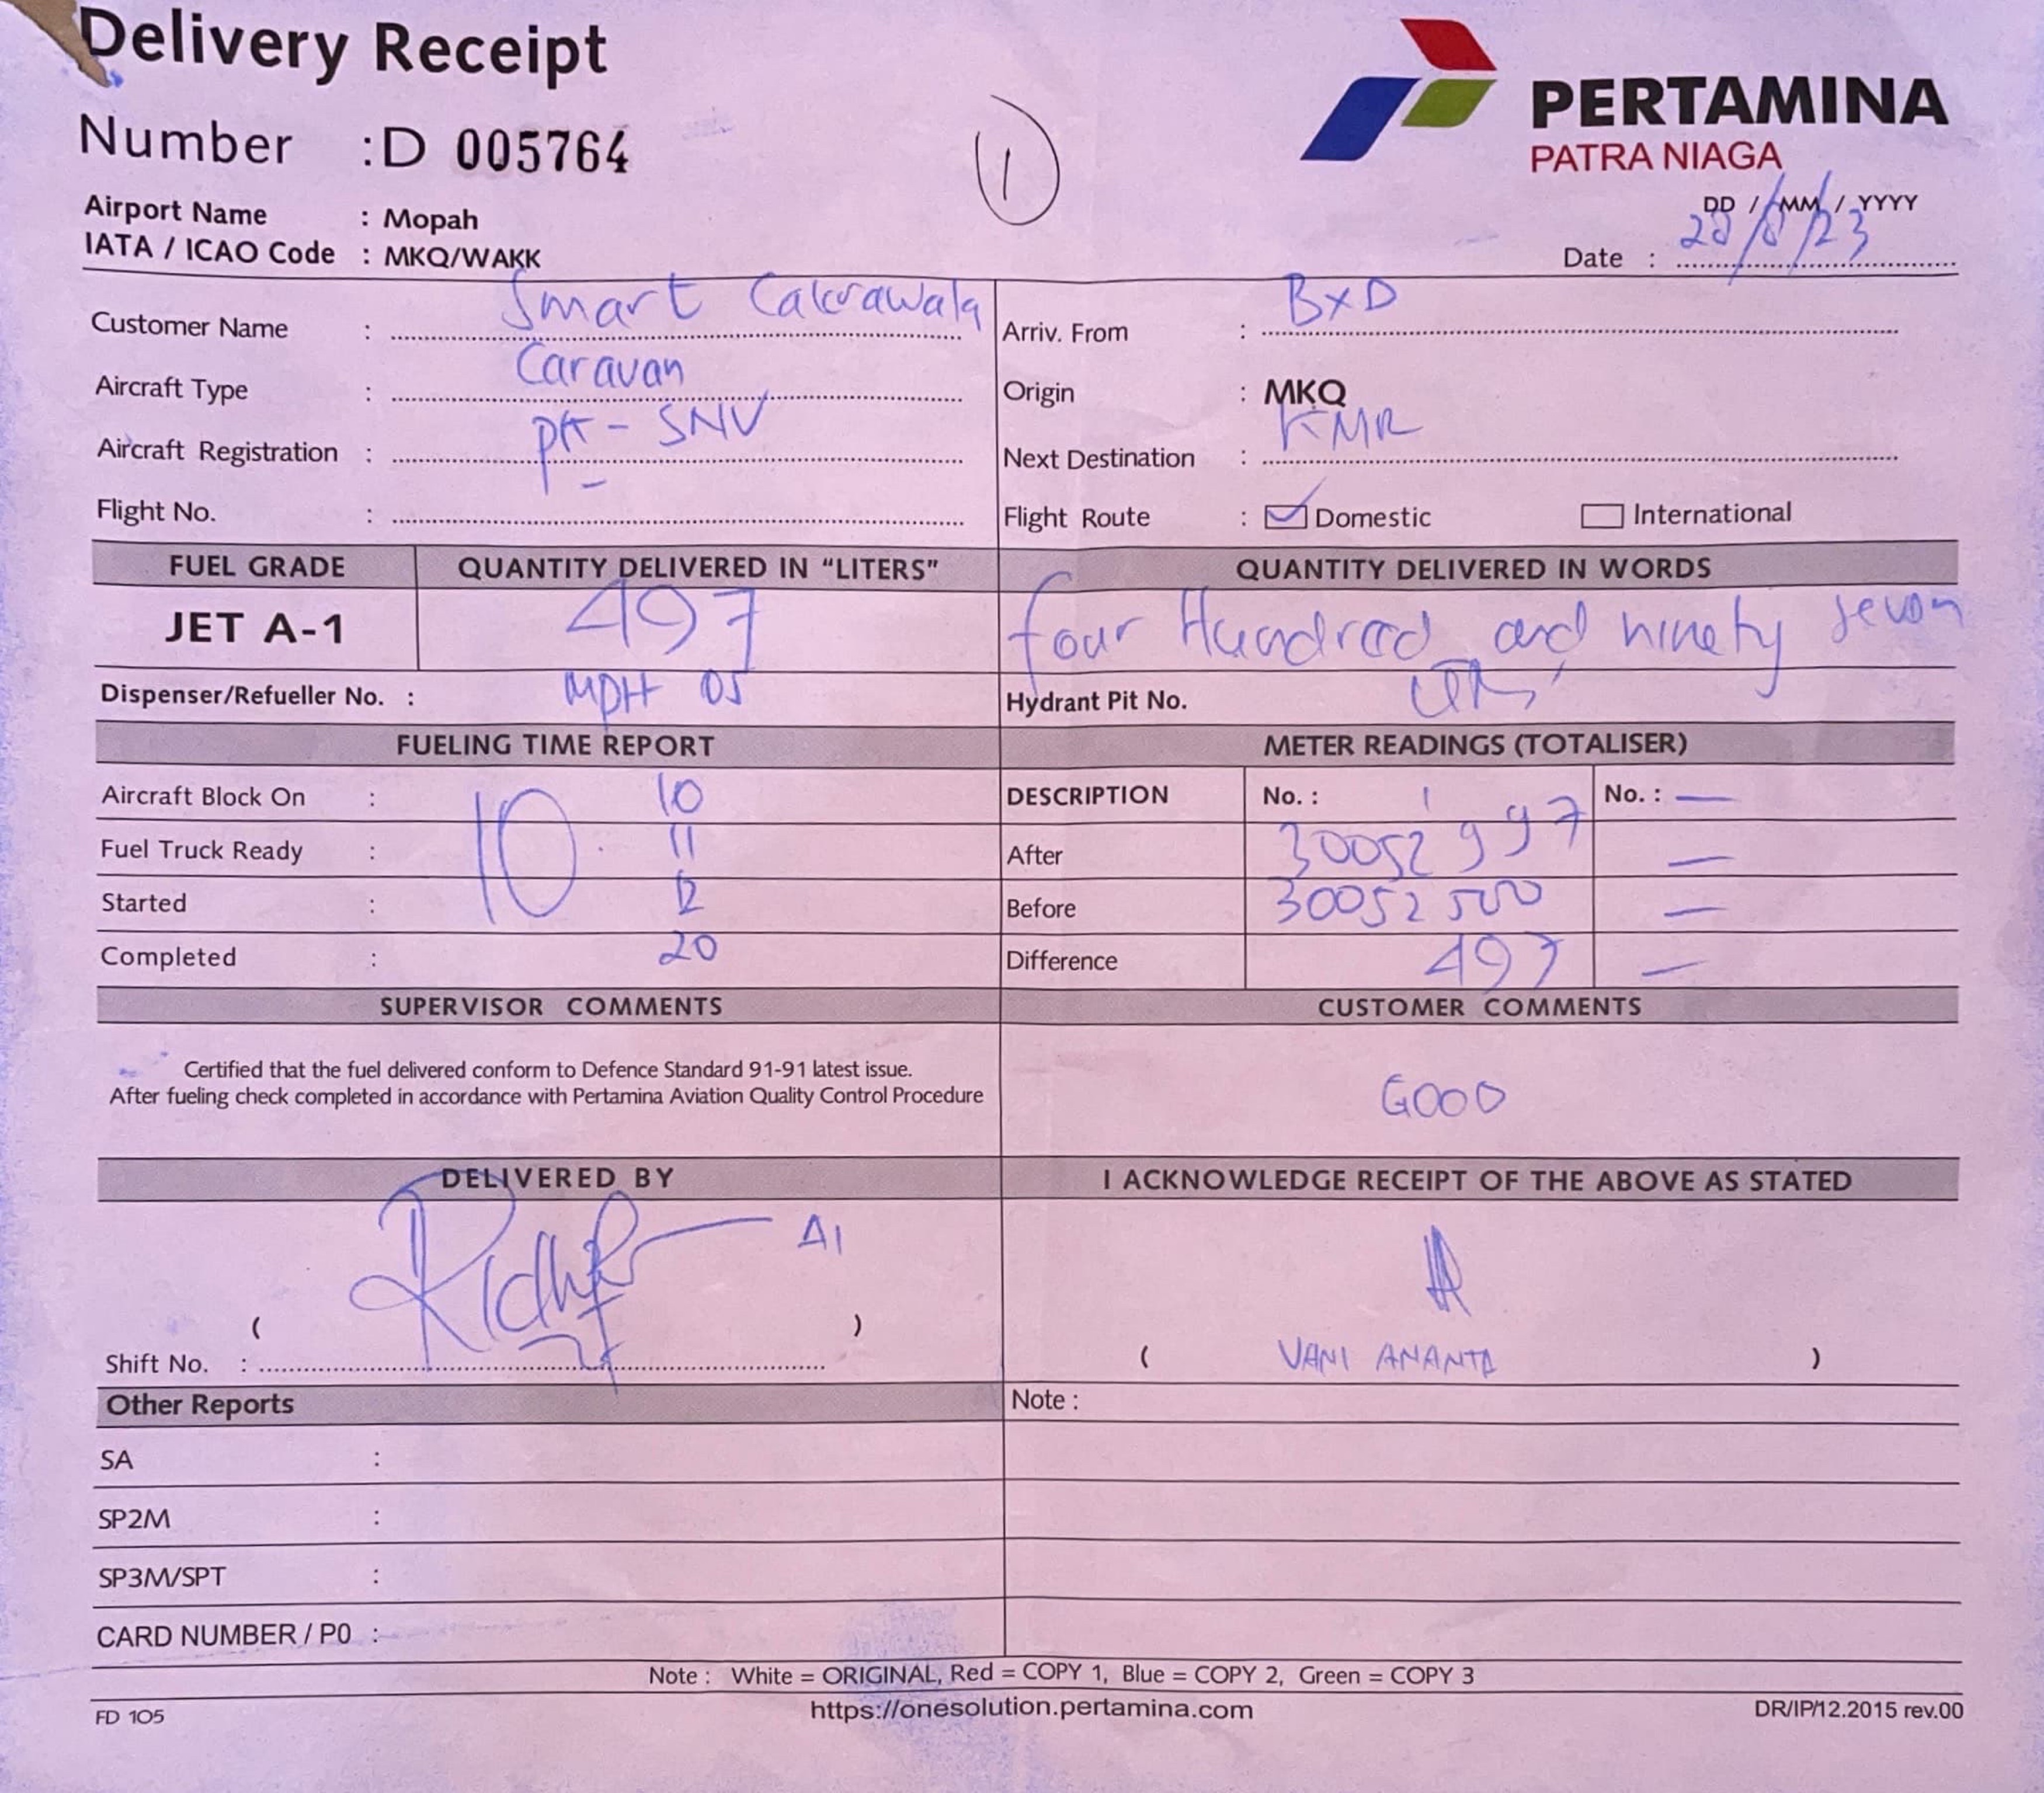 Delivery Receipt
Number : D 005764
1
PERTAMINA
PATRA NIAGA
Airport Name : Mopah
IATA / ICAO Code : MKQ/WAKK
DD / MM / YYYY
Date : /23
Customer Name : Smart Cakrawala
Arriv. From : BXD
Aircraft Type : Caravan
Origin : MKQ
Aircraft Registration : PK - SNV
Next Destination : KMR
Flight No. : –
Flight Route : Domestic International
FUEL GRADE QUANTITY DELIVERED IN "LITERS" QUANTITY DELIVERED IN WORDS
JET A-1 497 four Hundred and ninety seven
Dispenser/Refueller No. : MPH 05
Hydrant Pit No.
FUELING TIME REPORT METER READINGS (TOTALISER)
Aircraft Block On : 10 10
DESCRIPTION No. : 1 No. : —
Fuel Truck Ready : 11
After 30052997 —
Started : 12
Before 30052500 —
Completed : 20
Difference 497 —
SUPERVISOR COMMENTS CUSTOMER COMMENTS
Certified that the fuel delivered conform to Defence Standard 91-91 latest issue.
After fueling check completed in accordance with Pertamina Aviation Quality Control Procedure
GOOD
DELIVERED BY I ACKNOWLEDGE RECEIPT OF THE ABOVE AS STATED
A1
( )
Shift No. :
( VANI ANANTA )
Other Reports Note :
SA :
SP2M :
SP3M/SPT :
CARD NUMBER / P0 :
Note : White = ORIGINAL, Red = COPY 1, Blue = COPY 2, Green = COPY 3
FD 105 https://onesolution.pertamina.com DR/IP/12.2015 rev.00